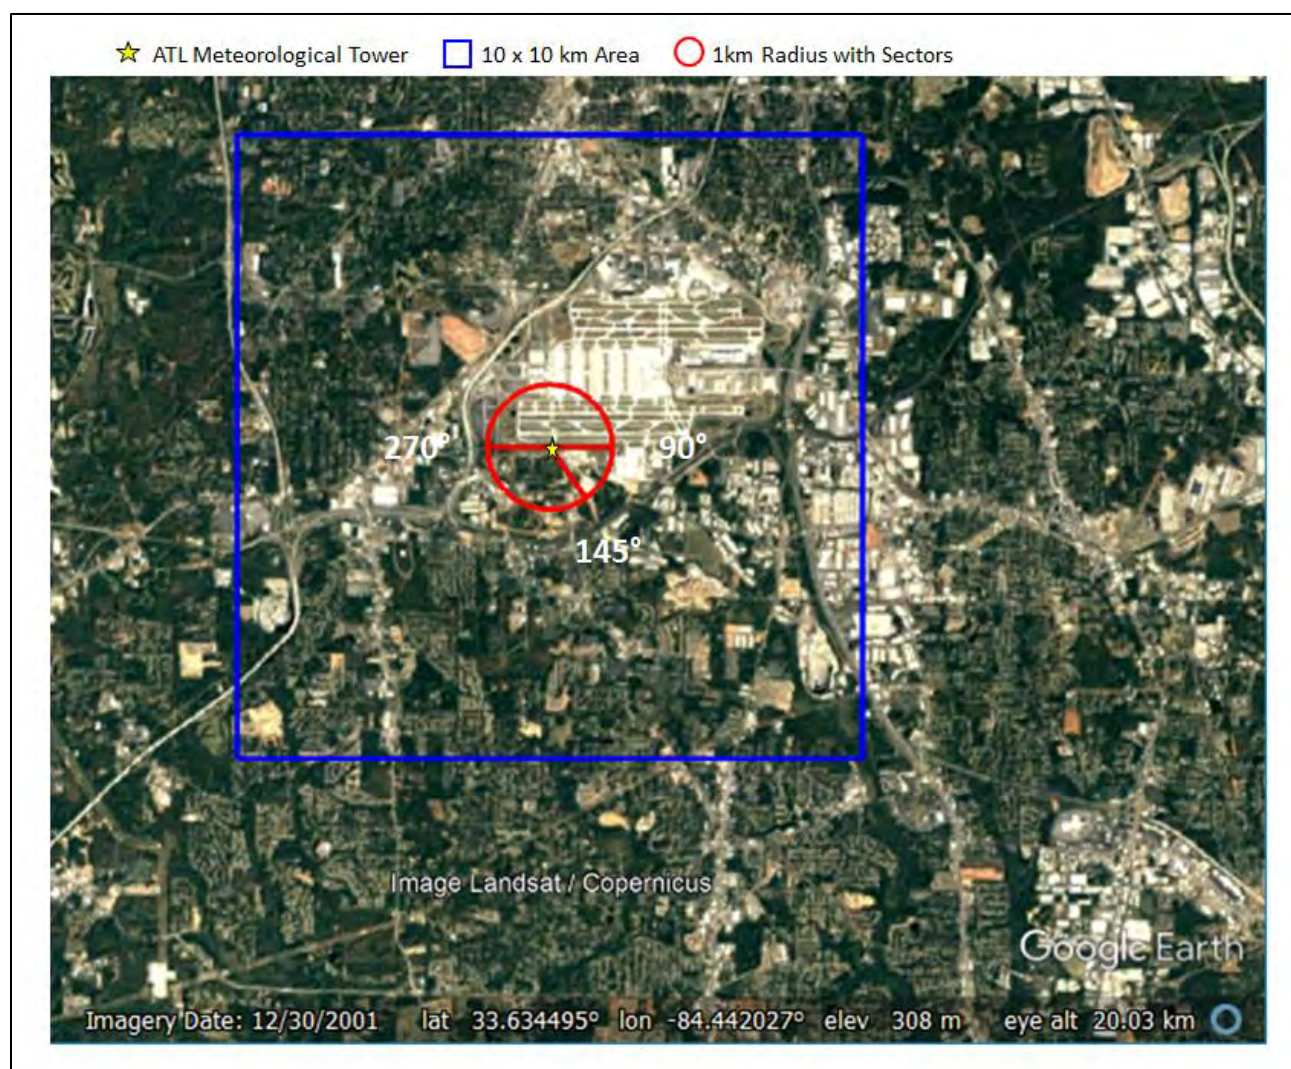 ATL Meteorological Tower 10 x 10 km Area 1km Radius with Sectors
270° 90°
145°
Image Landsat / Copernicus
Google Earth
Imagery Date: 12/30/2001 lat 33.634495° lon -84.442027° elev 308 m eye alt 20.03 km